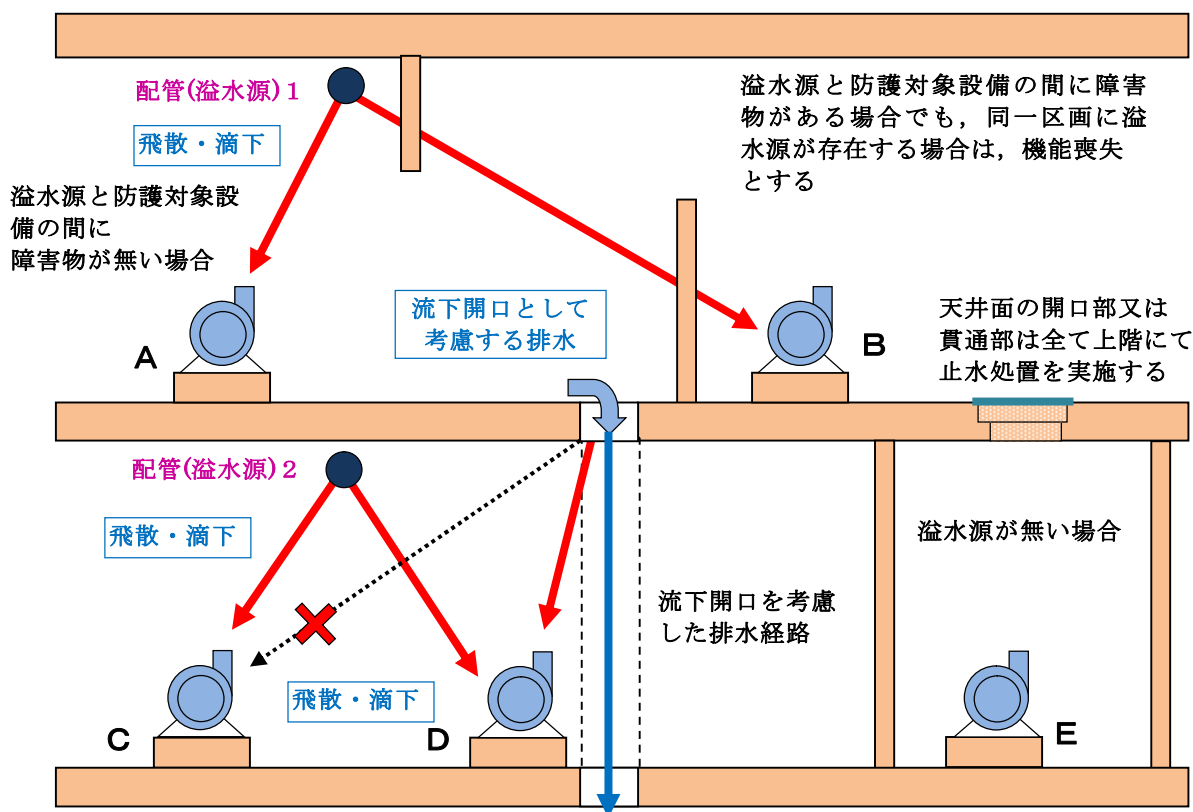 配管(溢水源)１
飛散・滴下
溢水源と防護対象設
備の間に
障害物が無い場合
溢水源と防護対象設備の間に障害
物がある場合でも，同一区画に溢
水源が存在する場合は，機能喪失
とする
流下開口として
考慮する排水
天井面の開口部又は
貫通部は全て上階にて
止水処置を実施する
A
B
配管(溢水源)２
飛散・滴下
溢水源が無い場合
流下開口を考慮
した排水経路
飛散・滴下
C
D
E